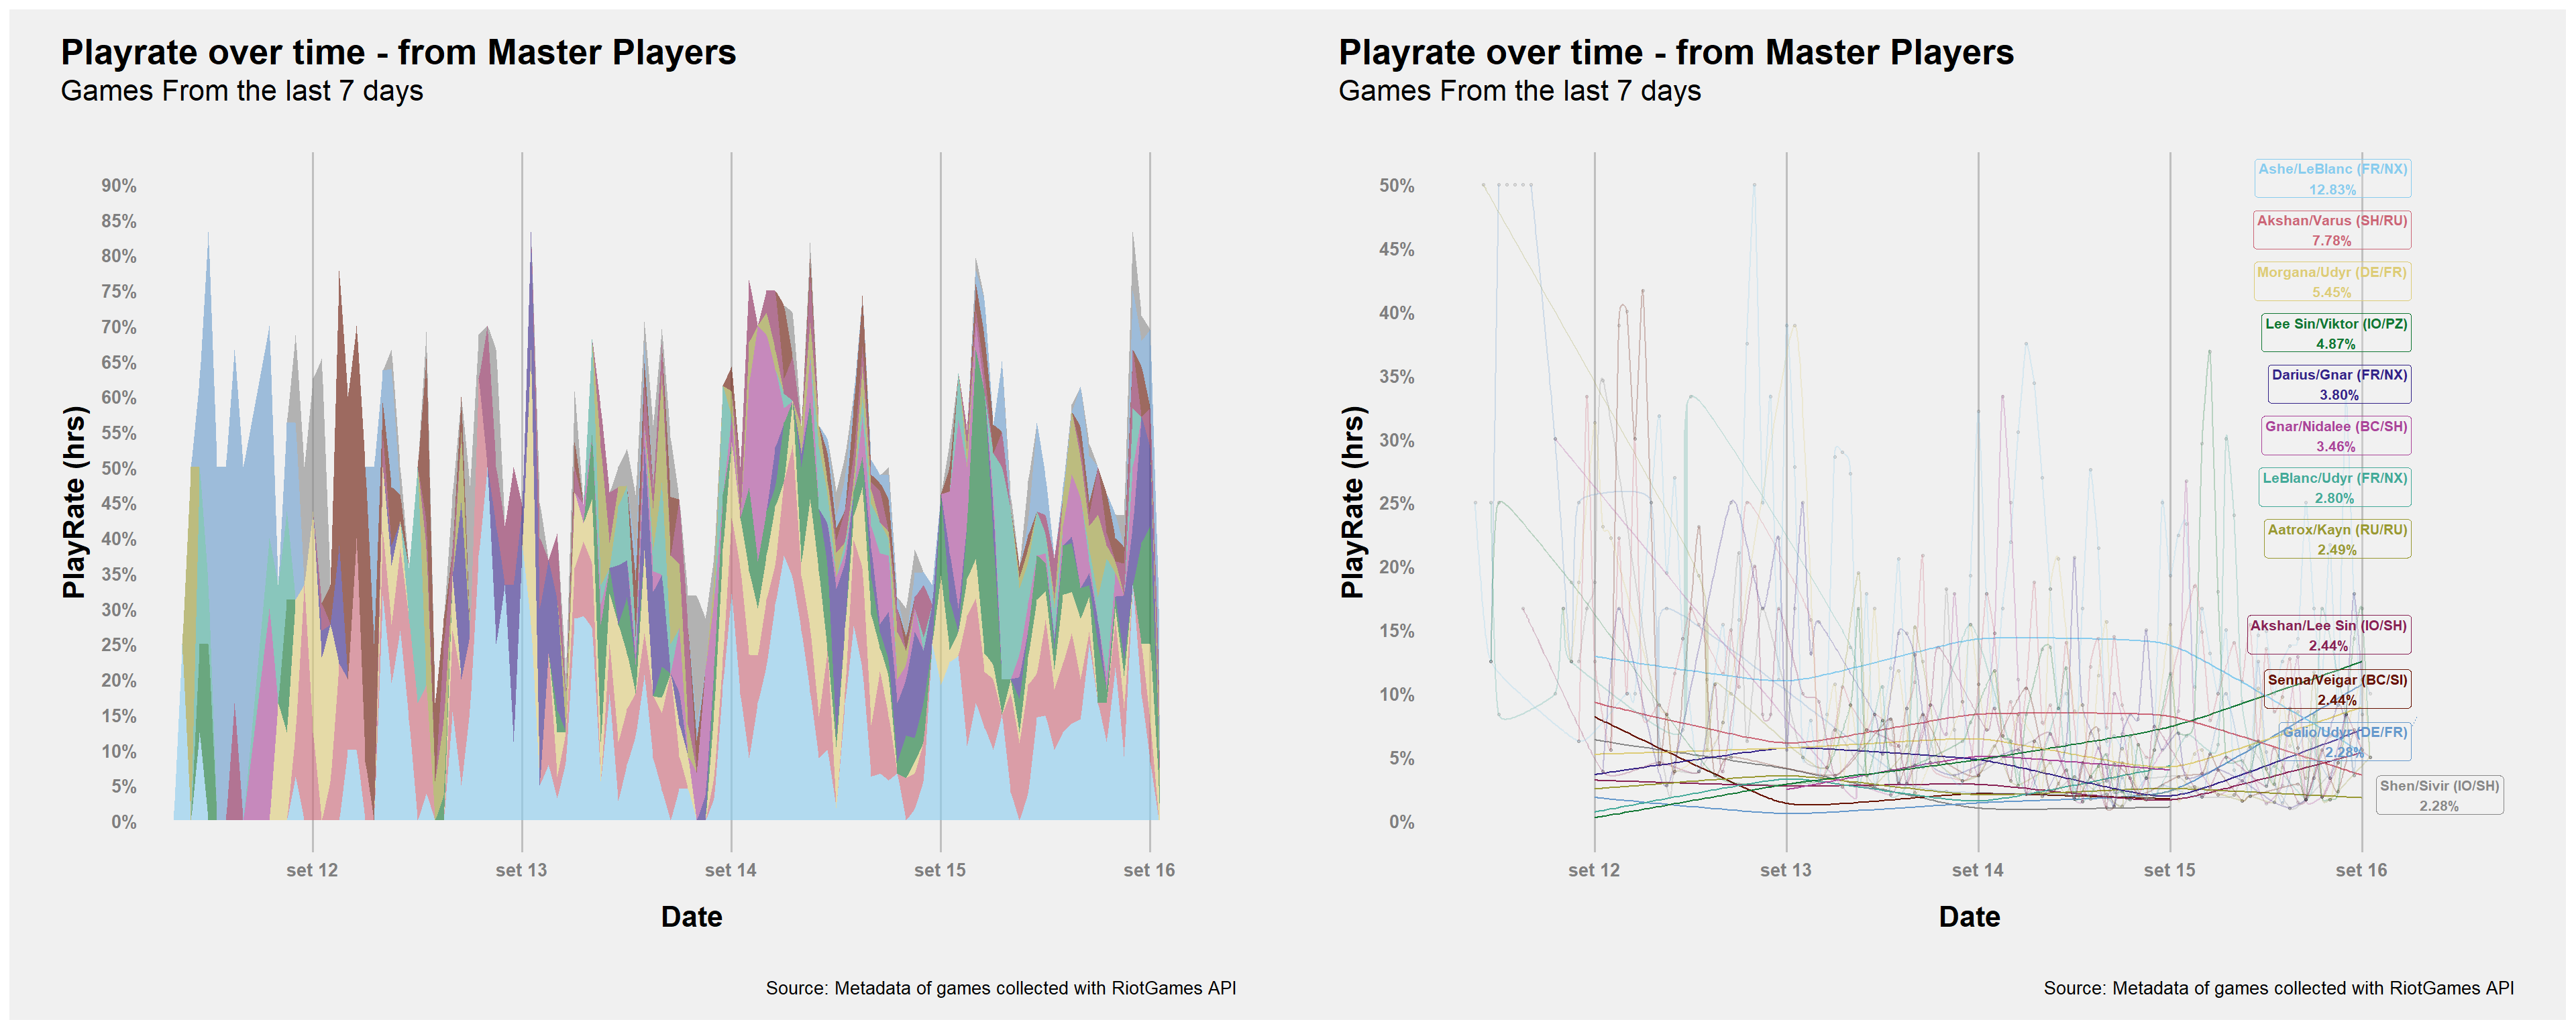 Playrate over time - from Master Players
Games From the last 7 days
90%
85%
80%
75%
70%
65%
60%
55%
50%
45%
40%
35%
30%
25%
20%
15%
10%
5%
0%
PlayRate (hrs)
set 12
set 13
set 14
set 15
set 16
Date
Source: Metadata of games collected with RiotGames API
Playrate over time - from Master Players
Games From the last 7 days
50%
45%
40%
35%
30%
25%
20%
15%
10%
5%
0%
PlayRate (hrs)
Ashe/LeBlanc (FR/NX)
12.83%
Akshan/Varus (SH/RU)
7.78%
Morgana/Udyr (DE/FR)
5.45%
Lee Sin/Viktor (IO/PZ)
4.87%
Darius/Gnar (FR/NX)
3.80%
Gnar/Nidalee (BC/SH)
3.46%
LeBlanc/Udyr (FR/NX)
2.80%
Aatrox/Kayn (RU/RU)
2.49%
Akshan/Lee Sin (IO/SH)
2.44%
Senna/Veigar (BC/SI)
2.44%
Galio/Udyr (DE/FR)
2.28%
Shen/Sivir (IO/SH)
2.28%
set 12
set 13
set 14
set 15
set 16
Date
Source: Metadata of games collected with RiotGames API